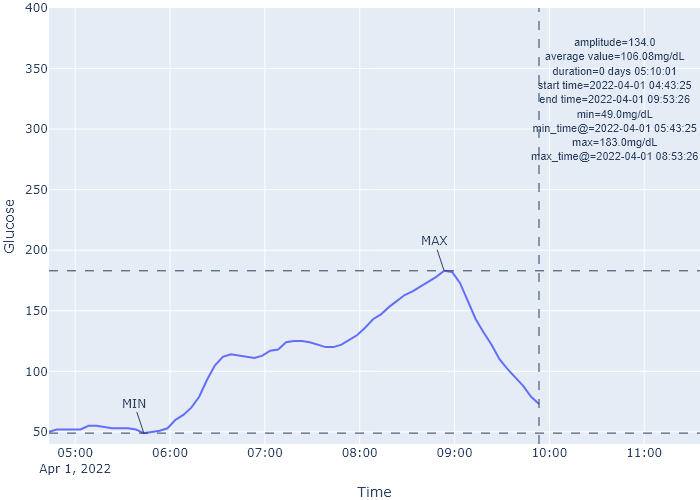 400
350
300
250
200
150
100
50
Glucose
amplitude=134.0
average value=106.08mg/dL
duration=0 days 05:10:01
start time=2022-04-01 04:43:25
end time=2022-04-01 09:53:26
min=49.0mg/dL
min_time@=2022-04-01 05:43:25
max=183.0mg/dL
max_time@=2022-04-01 08:53:26
MAX
MIN
05:00 06:00 07:00 08:00 09:00 10:00 11:00
Apr 1, 2022
Time